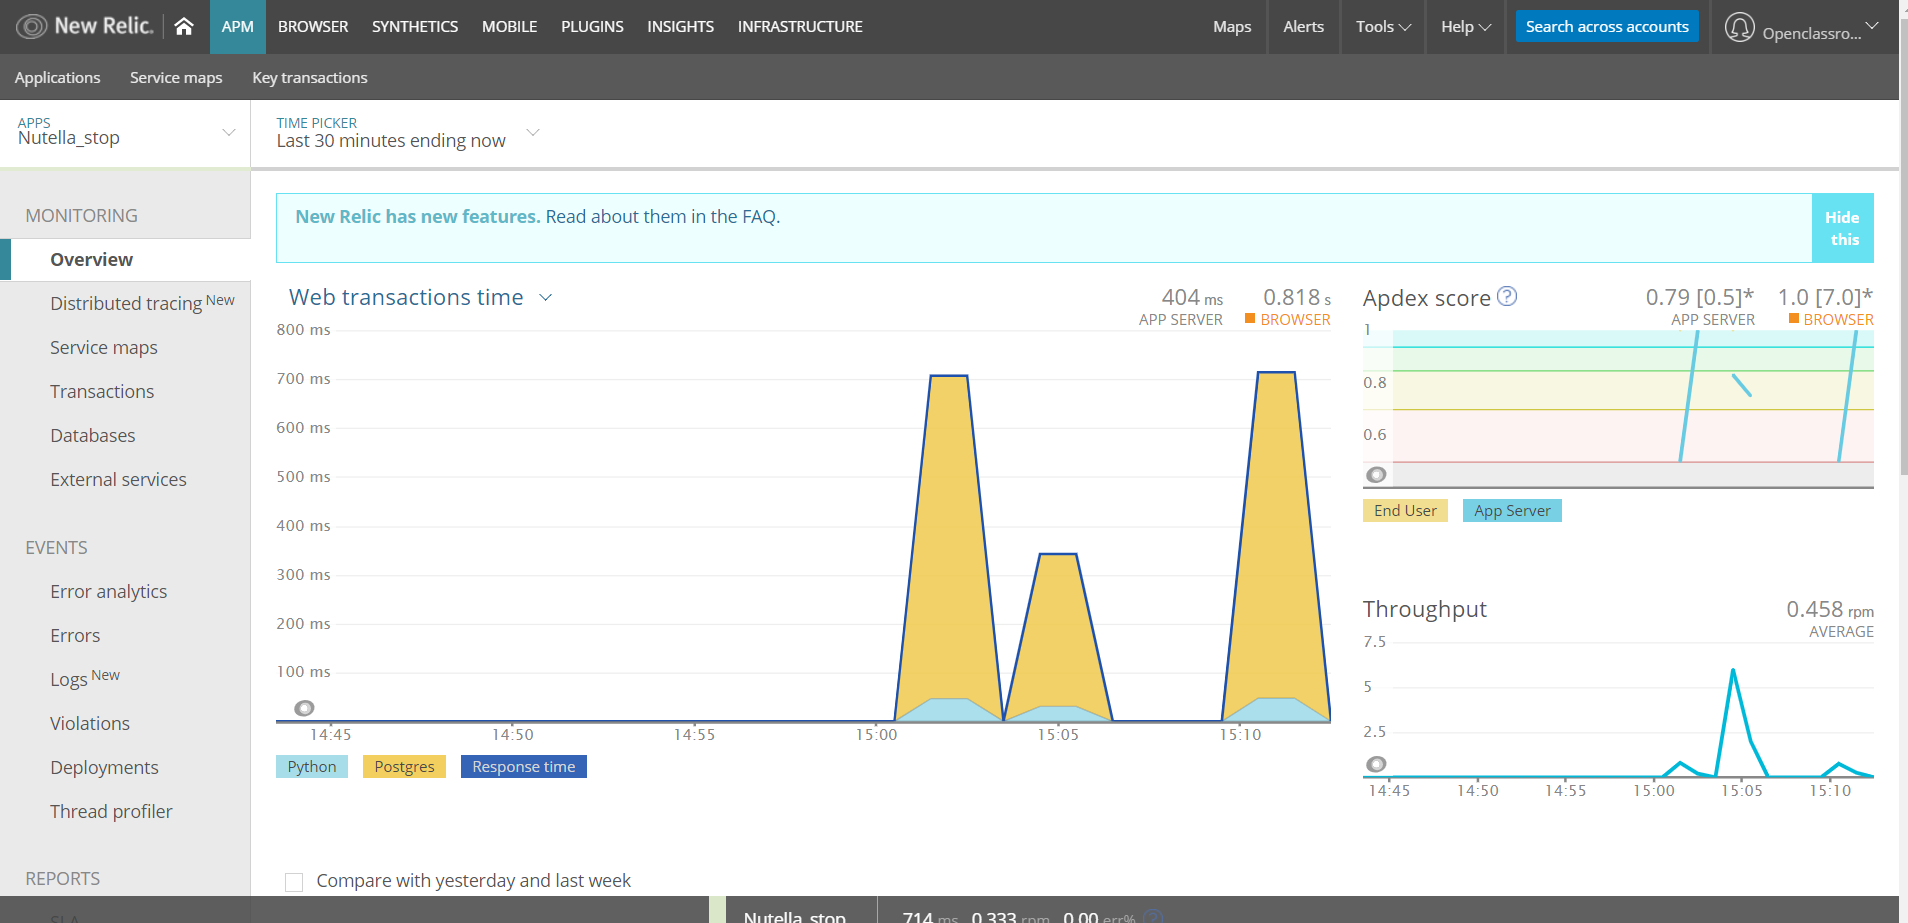 New Relic.
APM BROWSER SYNTHETICS MOBILE PLUGINS INSIGHTS INFRASTRUCTURE
Maps Alerts Tools Help Search across accounts Openclassro...
Applications Service maps Key transactions
APPS
Nutella_stop
TIME PICKER
Last 30 minutes ending now
MONITORING
Overview
Distributed tracing New
Service maps
Transactions
Databases
External services
EVENTS
Error analytics
Errors
Logs New
Violations
Deployments
Thread profiler
REPORTS
SLA
New Relic has new features. Read about them in the FAQ.
Hide
this
Web transactions time
404 ms 0.818 s
APP SERVER BROWSER
800 ms
700 ms
600 ms
500 ms
400 ms
300 ms
200 ms
100 ms
14:45 14:50 14:55 15:00 15:05 15:10
Python Postgres Response time
Apdex score ?
0.79 [0.5]* 1.0 [7.0]*
APP SERVER BROWSER
1
0.8
0.6
End User App Server
Throughput
0.458 rpm
AVERAGE
7.5
5
2.5
14:45 14:50 14:55 15:00 15:05 15:10
Compare with yesterday and last week
Nutella_stop 714 ms 0.333 rpm 0.00 err% ?